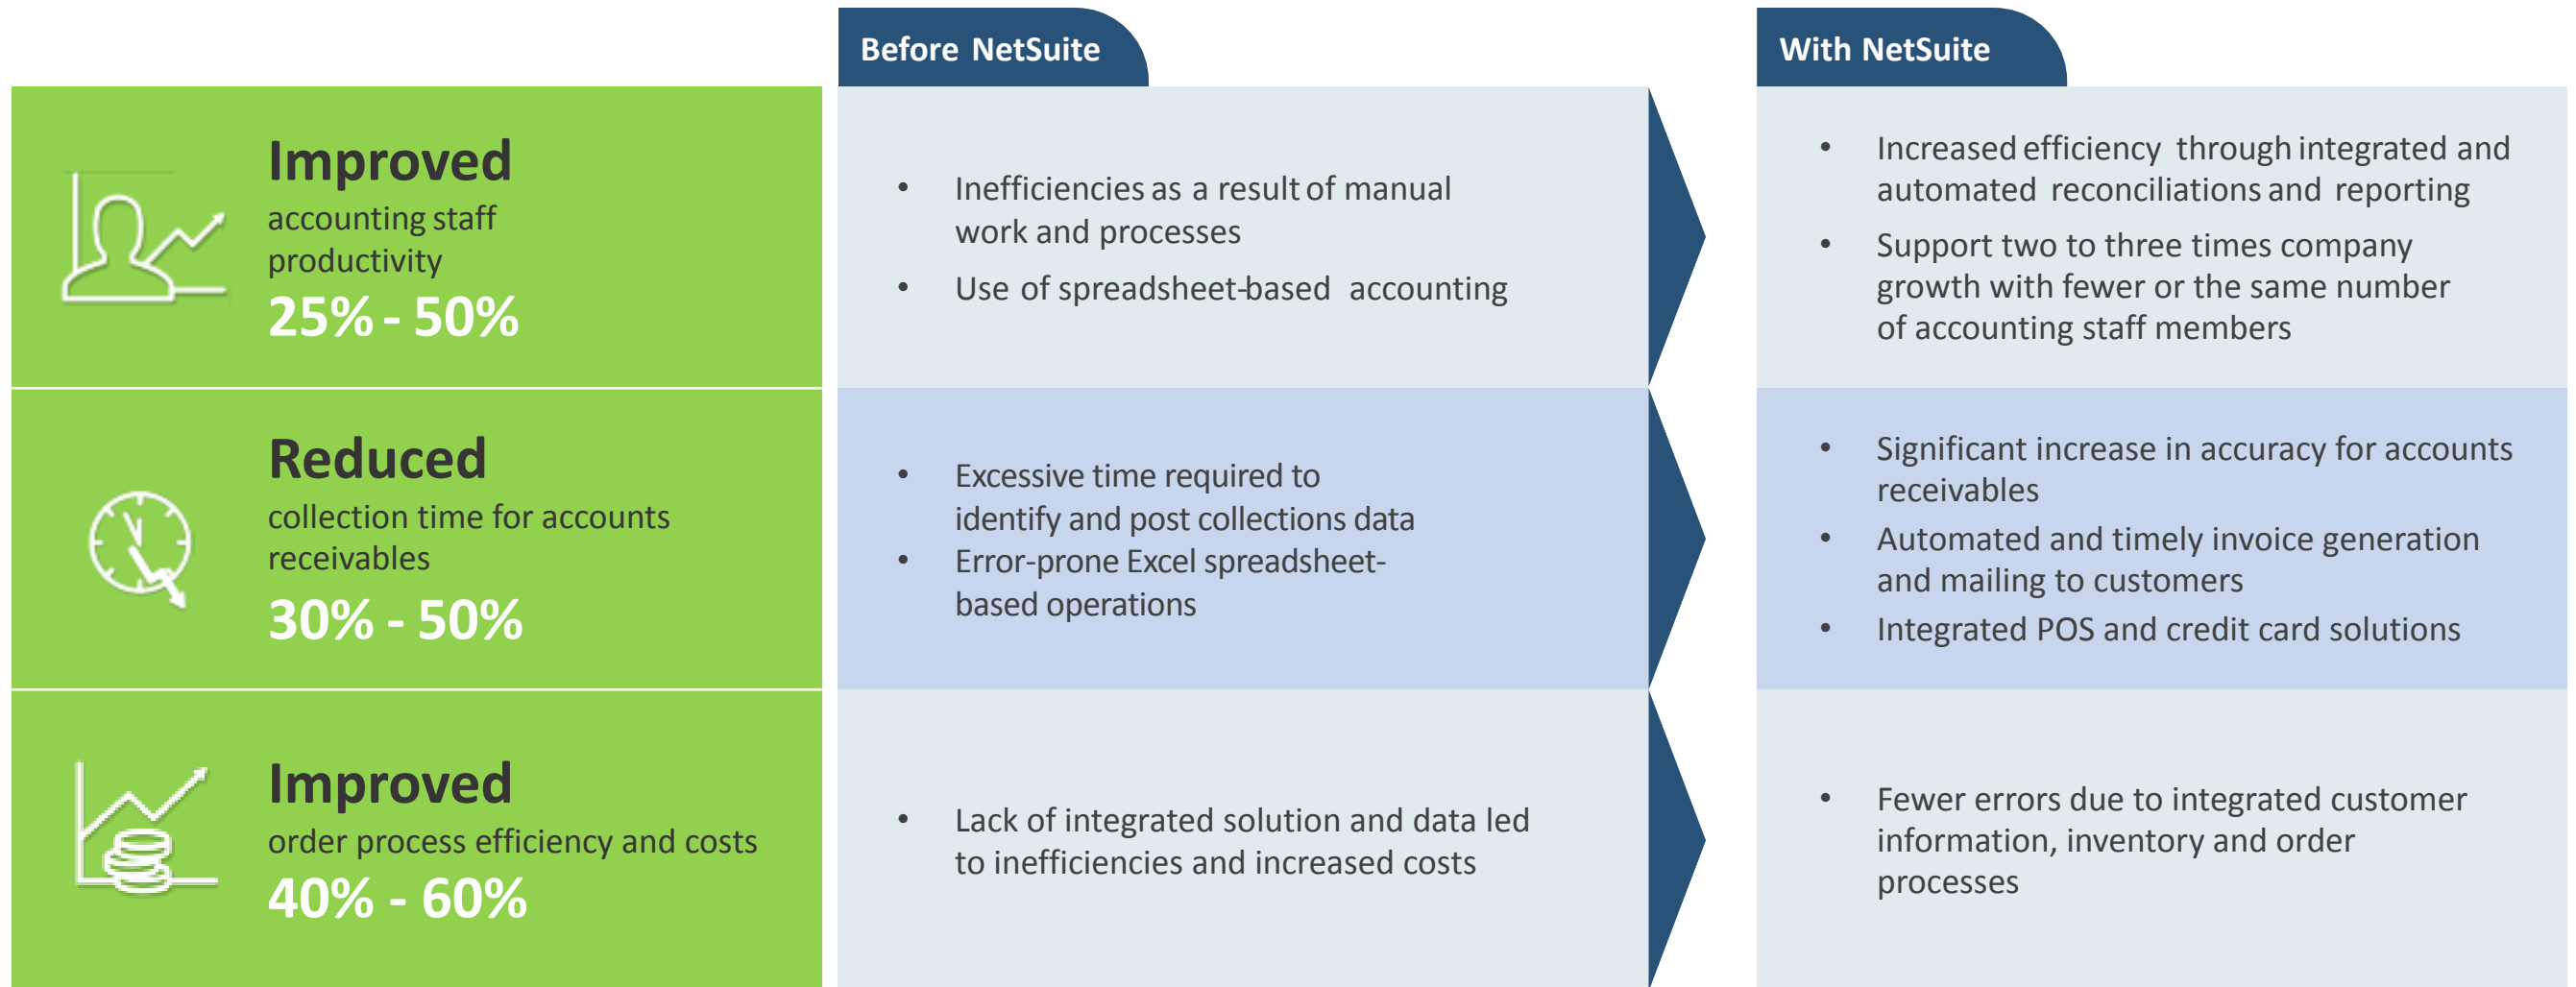 Before NetSuite
With NetSuite
Improved
accounting staff
productivity
25% - 50%
• Inefficiencies as a result of manual
work and processes
• Use of spreadsheet-based accounting
• Increased efficiency through integrated and
automated reconciliations and reporting
• Support two to three times company
growth with fewer or the same number
of accounting staff members
Reduced
collection time for accounts
receivables
30% - 50%
• Excessive time required to
identify and post collections data
• Error-prone Excel spreadsheet-
based operations
• Significant increase in accuracy for accounts
receivables
• Automated and timely invoice generation
and mailing to customers
• Integrated POS and credit card solutions
Improved
order process efficiency and costs
40% - 60%
• Lack of integrated solution and data led
to inefficiencies and increased costs
• Fewer errors due to integrated customer
information, inventory and order
processes